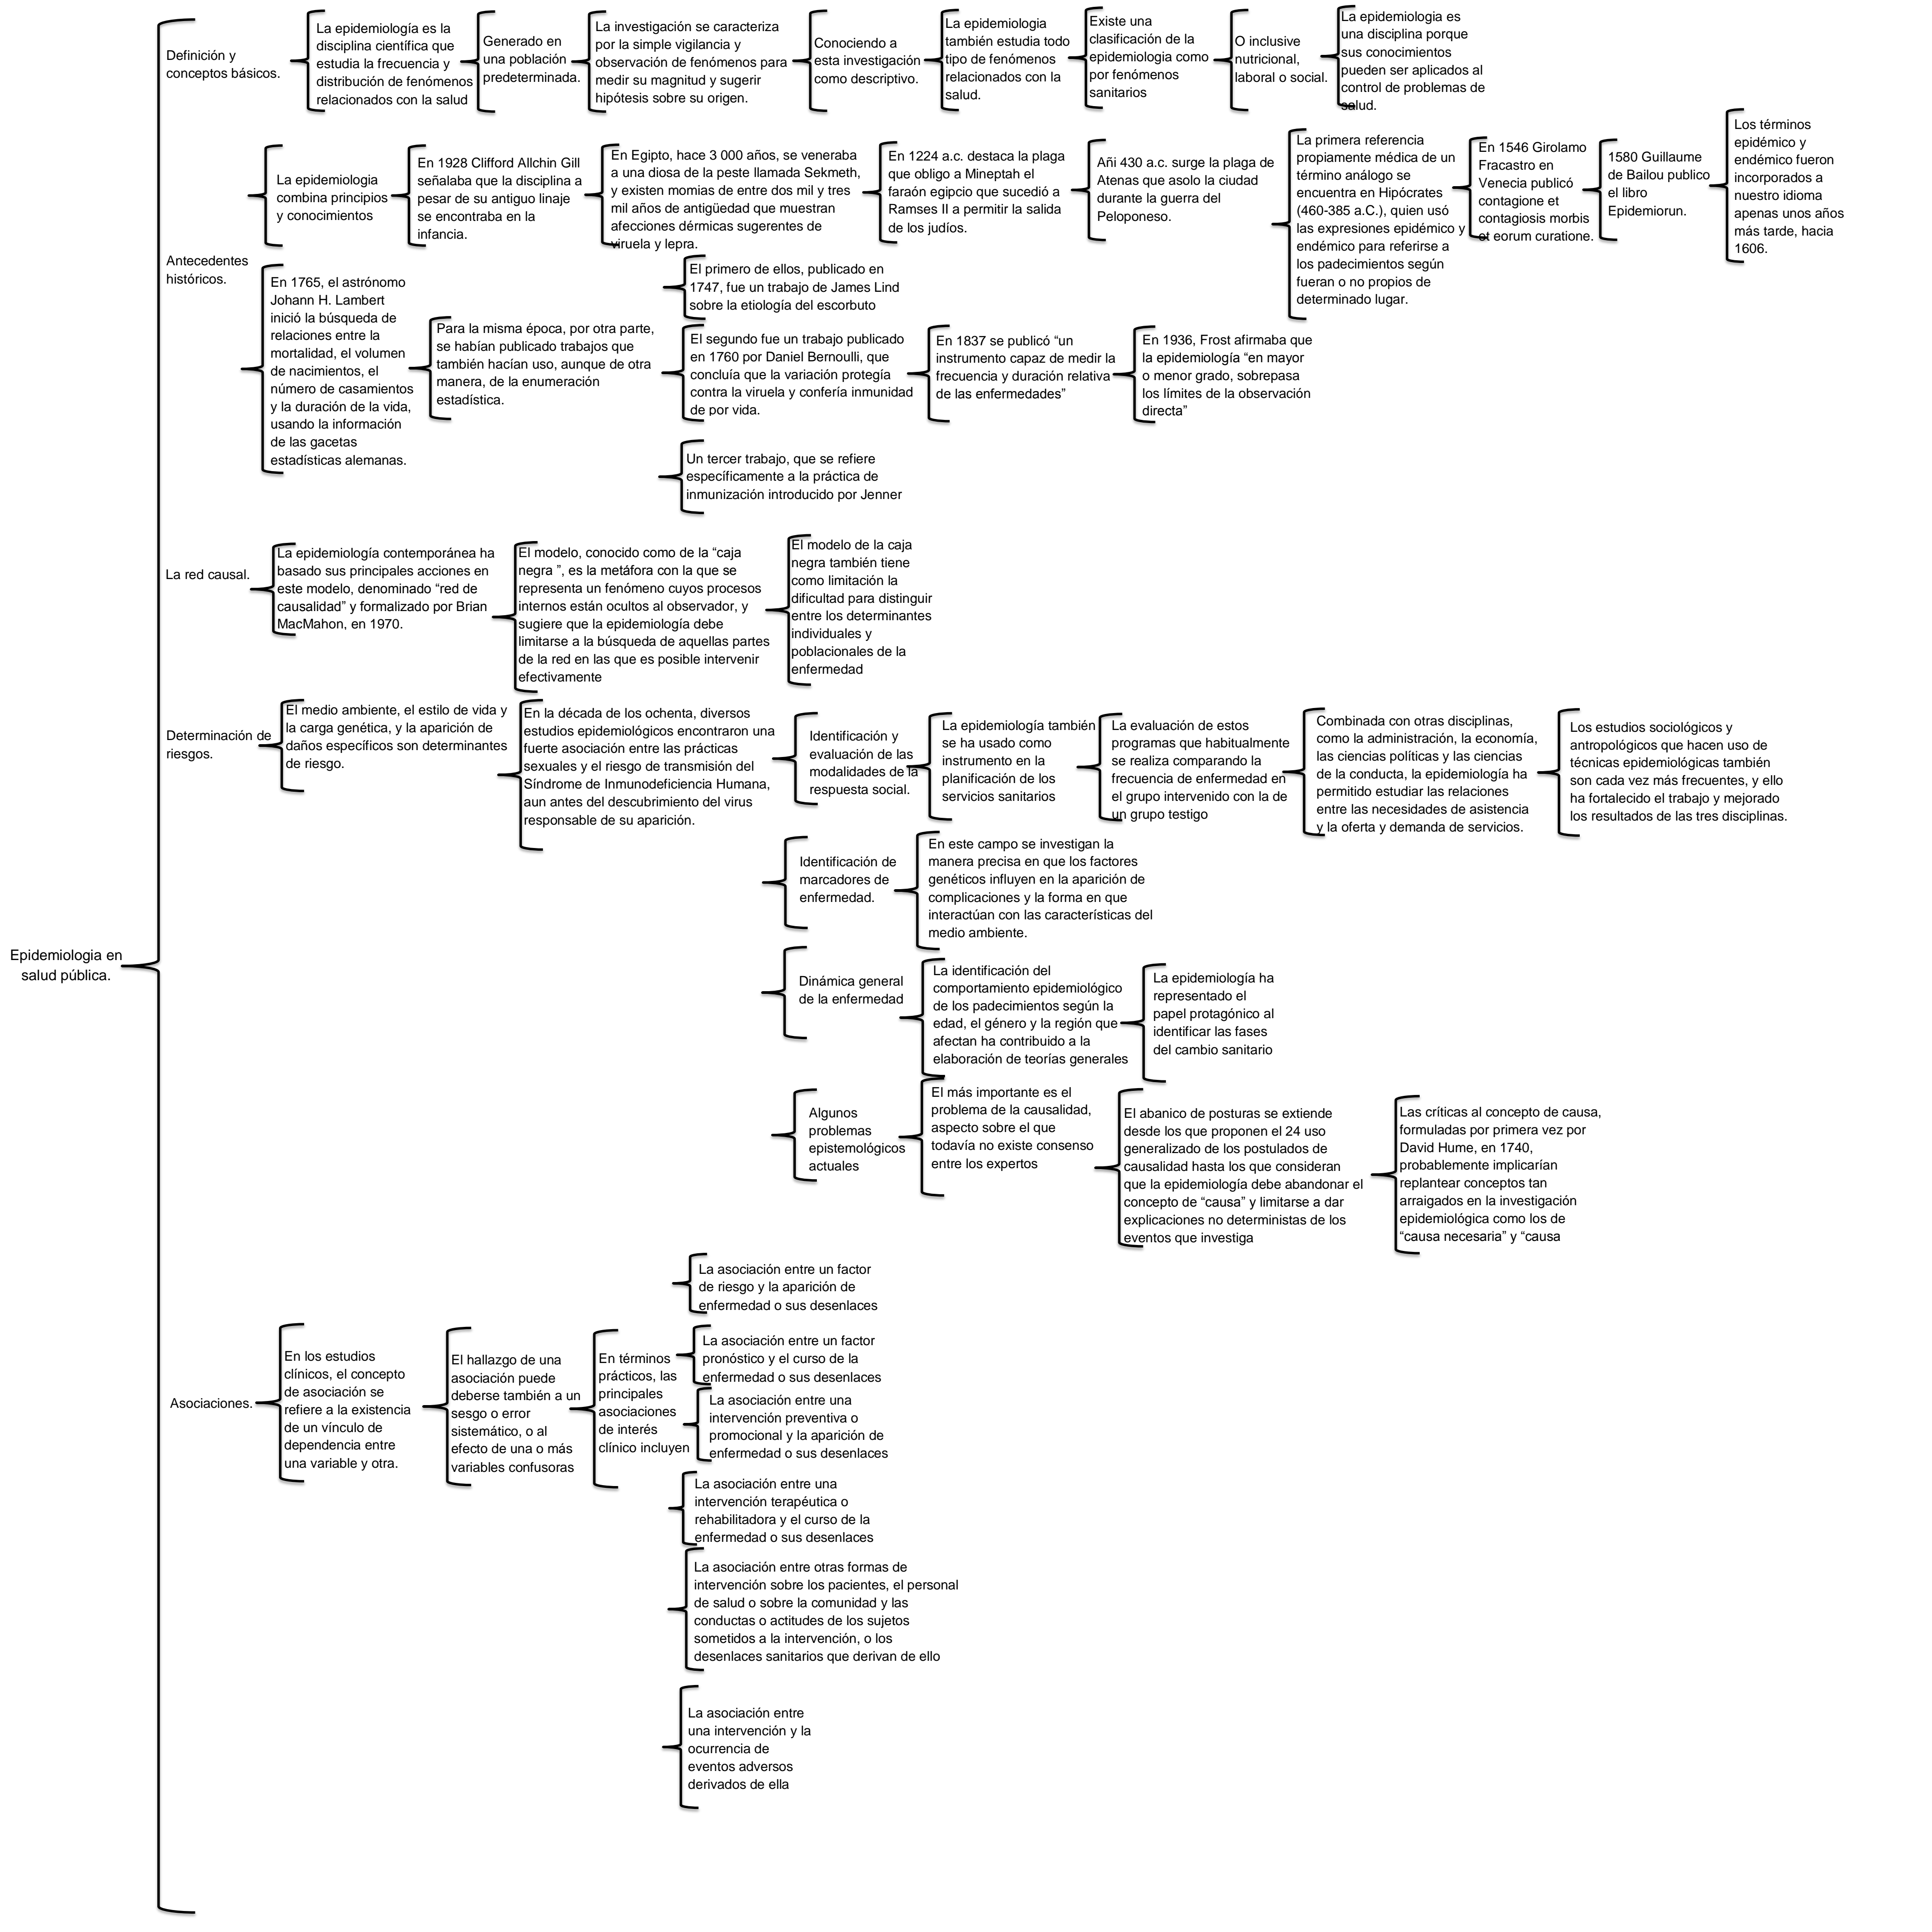 Epidemiologia en
salud pública.
Definición y
conceptos básicos.
La epidemiología es la
disciplina científica que
estudia la frecuencia y
distribución de fenómenos
relacionados con la salud
Generado en
una población
predeterminada.
La investigación se caracteriza
por la simple vigilancia y
observación de fenómenos para
medir su magnitud y sugerir
hipótesis sobre su origen.
Conociendo a
esta investigación
como descriptivo.
La epidemiologia
también estudia todo
tipo de fenómenos
relacionados con la
salud.
Existe una
clasificación de la
epidemiologia como
por fenómenos
sanitarios
O inclusive
nutricional,
laboral o social.
La epidemiologia es
una disciplina porque
sus conocimientos
pueden ser aplicados al
control de problemas de
salud.
Antecedentes
históricos.
La epidemiologia
combina principios
y conocimientos
En 1928 Clifford Allchin Gill
señalaba que la disciplina a
pesar de su antiguo linaje
se encontraba en la
infancia.
En Egipto, hace 3 000 años, se veneraba
a una diosa de la peste llamada Sekmeth,
y existen momias de entre dos mil y tres
mil años de antigüedad que muestran
afecciones dérmicas sugerentes de
viruela y lepra.
En 1224 a.c. destaca la plaga
que obligo a Mineptah el
faraón egipcio que sucedió a
Ramses II a permitir la salida
de los judíos.
Añi 430 a.c. surge la plaga de
Atenas que asolo la ciudad
durante la guerra del
Peloponeso.
La primera referencia
propiamente médica de un
término análogo se
encuentra en Hipócrates
(460-385 a.C.), quien usó
las expresiones epidémico y
endémico para referirse a
los padecimientos según
fueran o no propios de
determinado lugar.
En 1546 Girolamo
Fracastro en
Venecia publicó
contagione et
contagiosis morbis
et eorum curatione.
1580 Guillaume
de Bailou publico
el libro
Epidemiorun.
Los términos
epidémico y
endémico fueron
incorporados a
nuestro idioma
apenas unos años
más tarde, hacia
1606.
En 1765, el astrónomo
Johann H. Lambert
inició la búsqueda de
relaciones entre la
mortalidad, el volumen
de nacimientos, el
número de casamientos
y la duración de la vida,
usando la información
de las gacetas
estadísticas alemanas.
Para la misma época, por otra parte,
se habían publicado trabajos que
también hacían uso, aunque de otra
manera, de la enumeración
estadística.
El primero de ellos, publicado en
1747, fue un trabajo de James Lind
sobre la etiología del escorbuto
El segundo fue un trabajo publicado
en 1760 por Daniel Bernoulli, que
concluía que la variación protegía
contra la viruela y confería inmunidad
de por vida.
En 1837 se publicó “un
instrumento capaz de medir la
frecuencia y duración relativa
de las enfermedades”
En 1936, Frost afirmaba que
la epidemiología “en mayor
o menor grado, sobrepasa
los límites de la observación
directa”
Un tercer trabajo, que se refiere
específicamente a la práctica de
inmunización introducido por Jenner
La red causal.
La epidemiología contemporánea ha
basado sus principales acciones en
este modelo, denominado “red de
causalidad” y formalizado por Brian
MacMahon, en 1970.
El modelo, conocido como de la “caja
negra ”, es la metáfora con la que se
representa un fenómeno cuyos procesos
internos están ocultos al observador, y
sugiere que la epidemiología debe
limitarse a la búsqueda de aquellas partes
de la red en las que es posible intervenir
efectivamente
El modelo de la caja
negra también tiene
como limitación la
dificultad para distinguir
entre los determinantes
individuales y
poblacionales de la
enfermedad
Determinación de
riesgos.
El medio ambiente, el estilo de vida y
la carga genética, y la aparición de
daños específicos son determinantes
de riesgo.
En la década de los ochenta, diversos
estudios epidemiológicos encontraron una
fuerte asociación entre las prácticas
sexuales y el riesgo de transmisión del
Síndrome de Inmunodeficiencia Humana,
aun antes del descubrimiento del virus
responsable de su aparición.
Identificación y
evaluación de las
modalidades de la
respuesta social.
La epidemiología también
se ha usado como
instrumento en la
planificación de los
servicios sanitarios
La evaluación de estos
programas que habitualmente
se realiza comparando la
frecuencia de enfermedad en
el grupo intervenido con la de
un grupo testigo
Combinada con otras disciplinas,
como la administración, la economía,
las ciencias políticas y las ciencias
de la conducta, la epidemiología ha
permitido estudiar las relaciones
entre las necesidades de asistencia
y la oferta y demanda de servicios.
Los estudios sociológicos y
antropológicos que hacen uso de
técnicas epidemiológicas también
son cada vez más frecuentes, y ello
ha fortalecido el trabajo y mejorado
los resultados de las tres disciplinas.
Identificación de
marcadores de
enfermedad.
En este campo se investigan la
manera precisa en que los factores
genéticos influyen en la aparición de
complicaciones y la forma en que
interactúan con las características del
medio ambiente.
Dinámica general
de la enfermedad
La identificación del
comportamiento epidemiológico
de los padecimientos según la
edad, el género y la región que
afectan ha contribuido a la
elaboración de teorías generales
La epidemiología ha
representado el
papel protagónico al
identificar las fases
del cambio sanitario
Algunos
problemas
epistemológicos
actuales
El más importante es el
problema de la causalidad,
aspecto sobre el que
todavía no existe consenso
entre los expertos
El abanico de posturas se extiende
desde los que proponen el 24 uso
generalizado de los postulados de
causalidad hasta los que consideran
que la epidemiología debe abandonar el
concepto de “causa” y limitarse a dar
explicaciones no deterministas de los
eventos que investiga
Las críticas al concepto de causa,
formuladas por primera vez por
David Hume, en 1740,
probablemente implicarían
replantear conceptos tan
arraigados en la investigación
epidemiológica como los de
“causa necesaria” y “causa
Asociaciones.
En los estudios
clínicos, el concepto
de asociación se
refiere a la existencia
de un vínculo de
dependencia entre
una variable y otra.
El hallazgo de una
asociación puede
deberse también a un
sesgo o error
sistemático, o al
efecto de una o más
variables confusoras
En términos
prácticos, las
principales
asociaciones
de interés
clínico incluyen
La asociación entre un factor
de riesgo y la aparición de
enfermedad o sus desenlaces
La asociación entre un factor
pronóstico y el curso de la
enfermedad o sus desenlaces
La asociación entre una
intervención preventiva o
promocional y la aparición de
enfermedad o sus desenlaces
La asociación entre una
intervención terapéutica o
rehabilitadora y el curso de la
enfermedad o sus desenlaces
La asociación entre otras formas de
intervención sobre los pacientes, el personal
de salud o sobre la comunidad y las
conductas o actitudes de los sujetos
sometidos a la intervención, o los
desenlaces sanitarios que derivan de ello
La asociación entre
una intervención y la
ocurrencia de
eventos adversos
derivados de ella